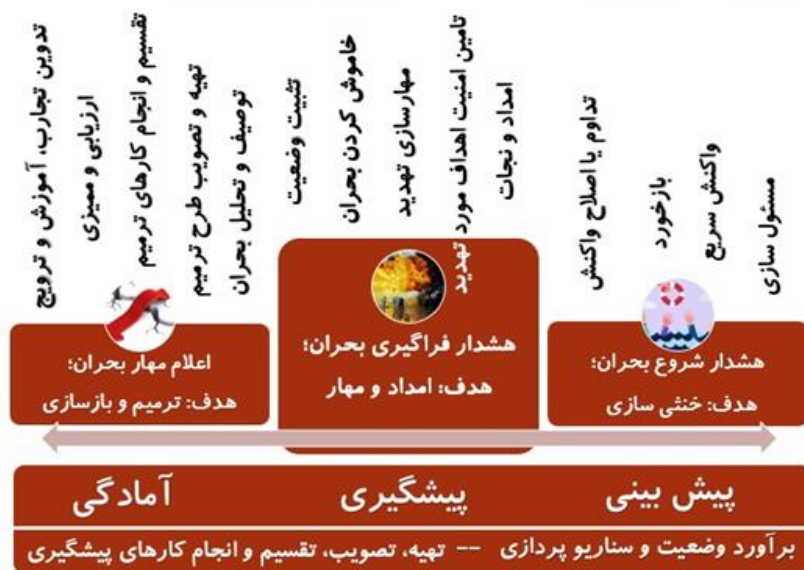 مسئول سازی
واکنش سریع
بازخورد
تداوم یا اصلاح واکنش
امداد و نجات
تامین امنیت اهداف مورد تهدید
مهارسازی تهدید
خاموش کردن بحران
تثبیت وضعیت
توصیف و تحلیل بحران
تهیه و تصویب طرح ترمیم
تقسیم و انجام کارهای ترمیم
ارزیابی و ممیزی
تدوین تجارب، آموزش و ترویج
هشدار شروع بحران؛
هدف: خنثی سازی
هشدار فراگیری بحران؛
هدف: امداد و مهار
اعلام مهار بحران؛
هدف: ترمیم و بازسازی
پیش بینی
پیشگیری
آمادگی
برآورد وضعیت و سناریو پردازی -- تهیه، تصویب، تقسیم و انجام کارهای پیشگیری